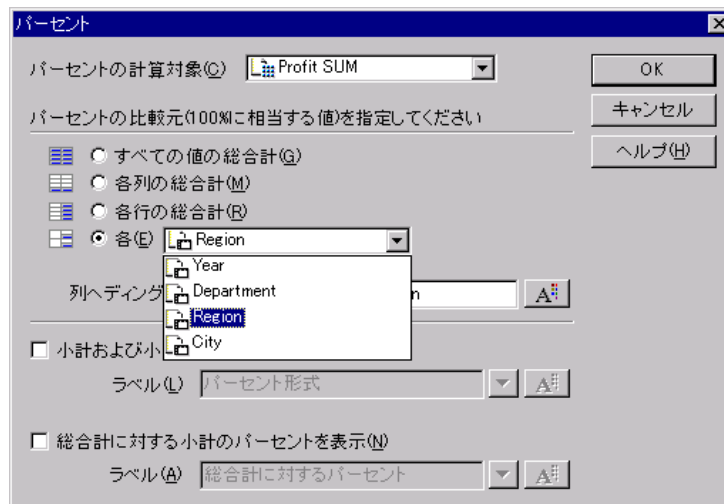 パーセント
パーセントの計算対象(C) Profit SUM
OK
キャンセル
ヘルプ(H)
パーセントの比較元(100%に相当する値)を指定してください
すべての値の総合計(G)
各列の総合計(M)
各行の総合計(R)
各(E) Region
Year
Department
Region
City
列ヘディング n A
小計および小
ラベル(L) パーセント形式 A
総合計に対する小計のパーセントを表示(N)
ラベル(A) 総合計に対するパーセント A